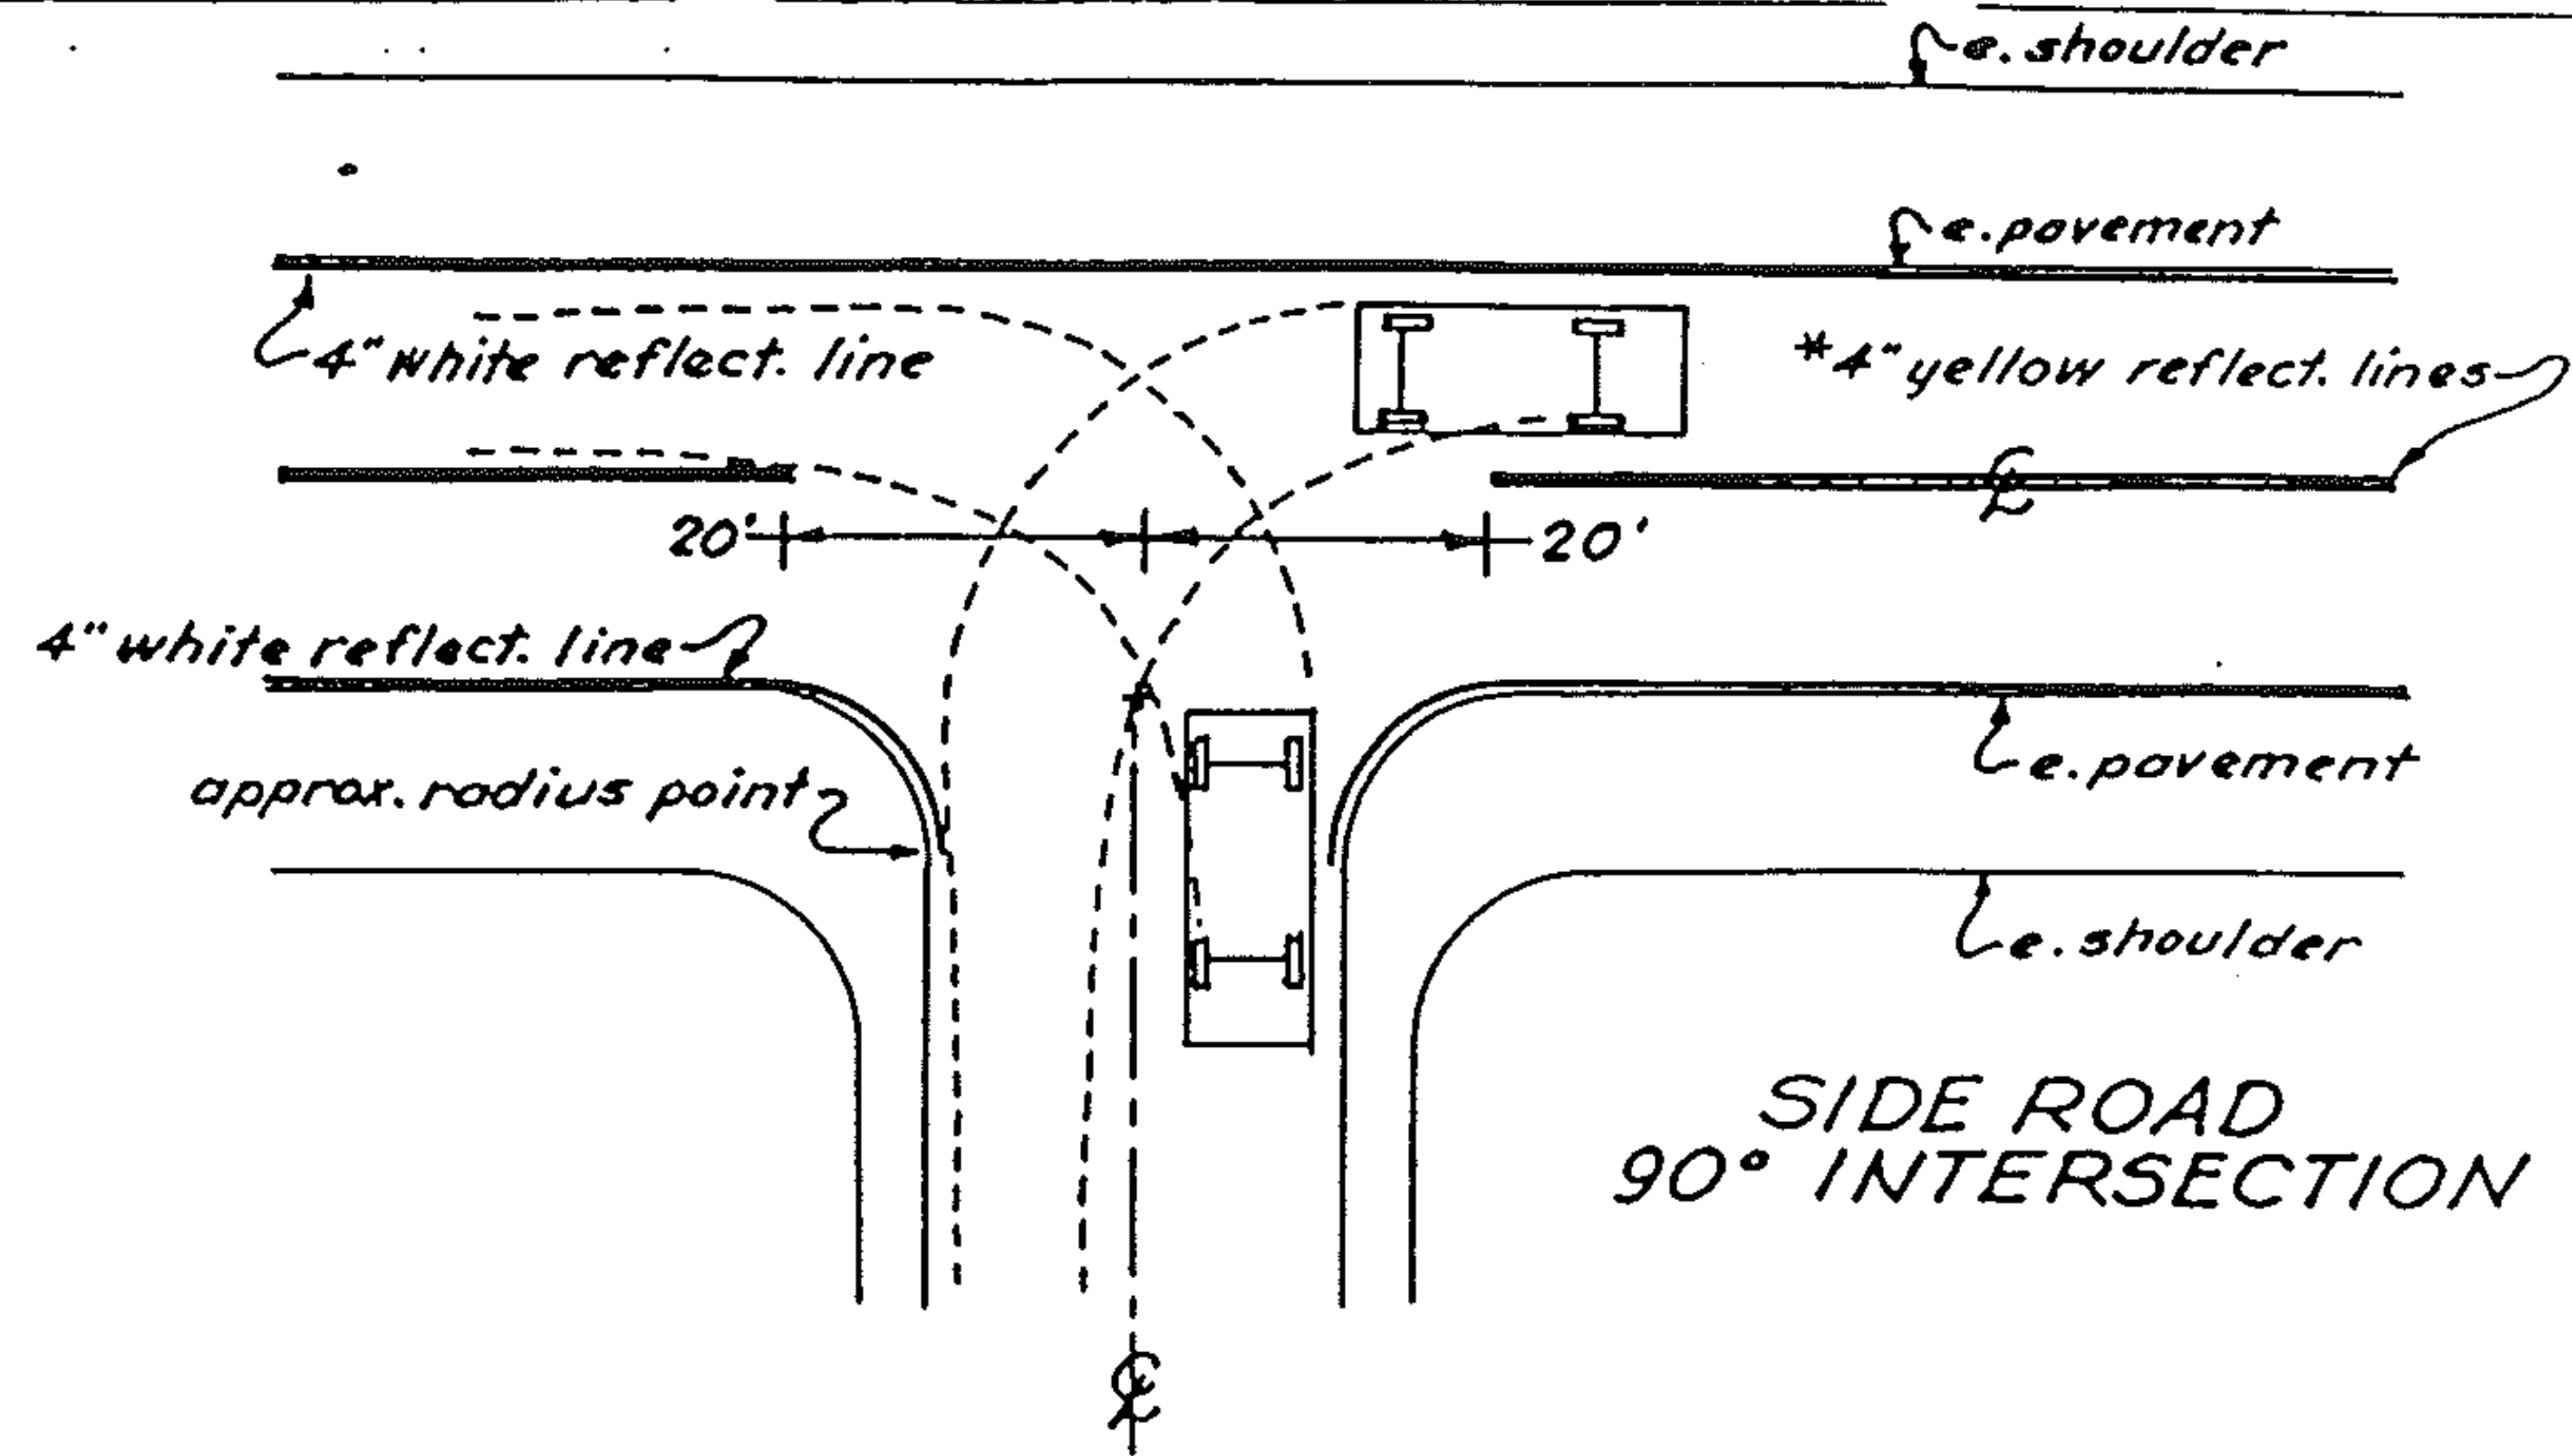 e. shoulder
e. pavement
4" white reflect. line
*4" yellow reflect. lines
℄
20'
20'
4" white reflect. line
approx. radius point
e. pavement
e. shoulder
SIDE ROAD
90° INTERSECTION
℄